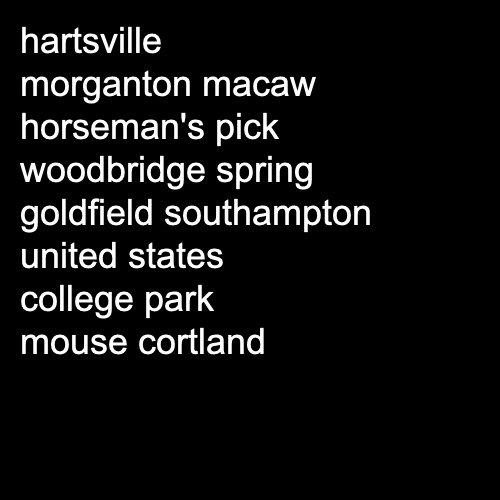 hartsville
morganton macaw
horseman's pick
woodbridge spring
goldfield southampton
united states
college park
mouse cortland